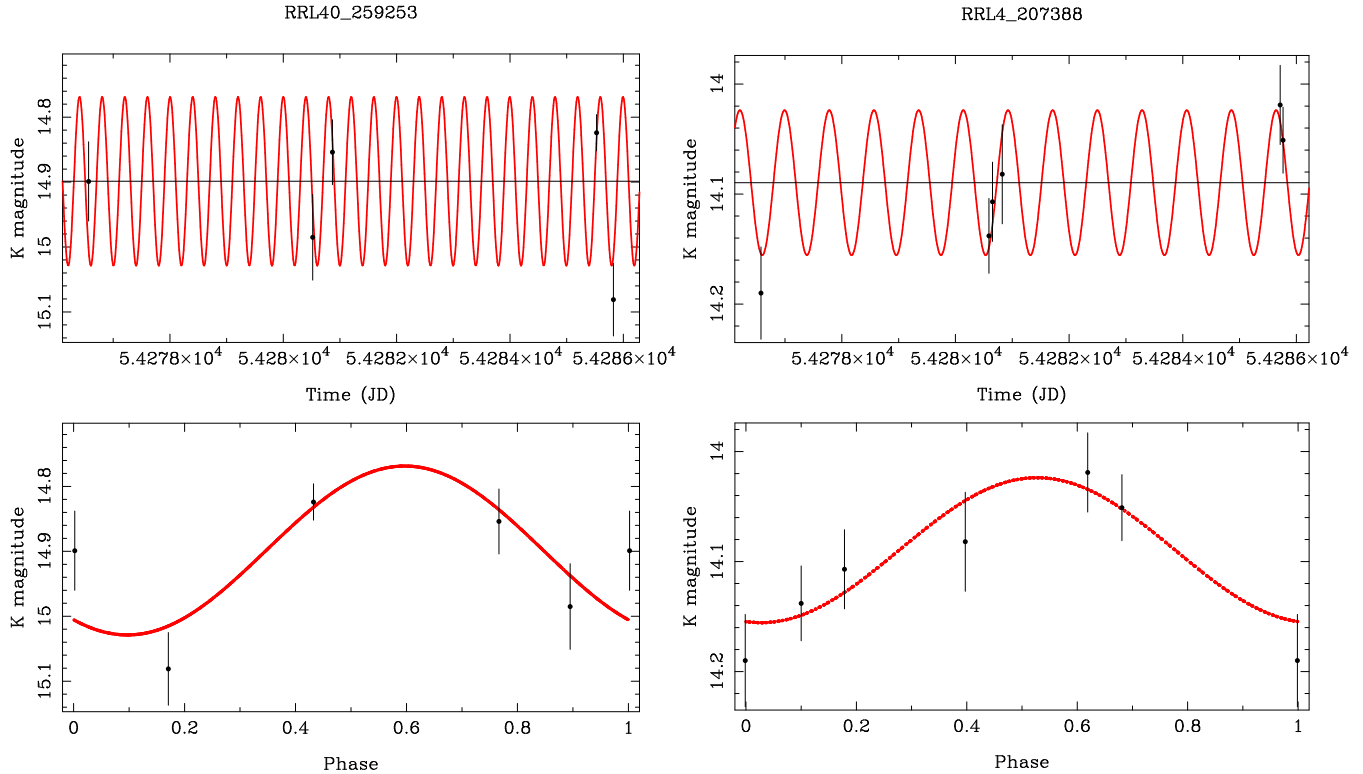 RRL40_259253
K magnitude
14.8
14.9
15
15.1
5.4278×10⁴ 5.428×10⁴ 5.4282×10⁴ 5.4284×10⁴ 5.4286×10⁴
Time (JD)
RRL4_207388
K magnitude
14
14.1
14.2
5.4278×10⁴ 5.428×10⁴ 5.4282×10⁴ 5.4284×10⁴ 5.4286×10⁴
Time (JD)
K magnitude
14.8
14.9
15
15.1
0 0.2 0.4 0.6 0.8 1
Phase
K magnitude
14
14.1
14.2
0 0.2 0.4 0.6 0.8 1
Phase